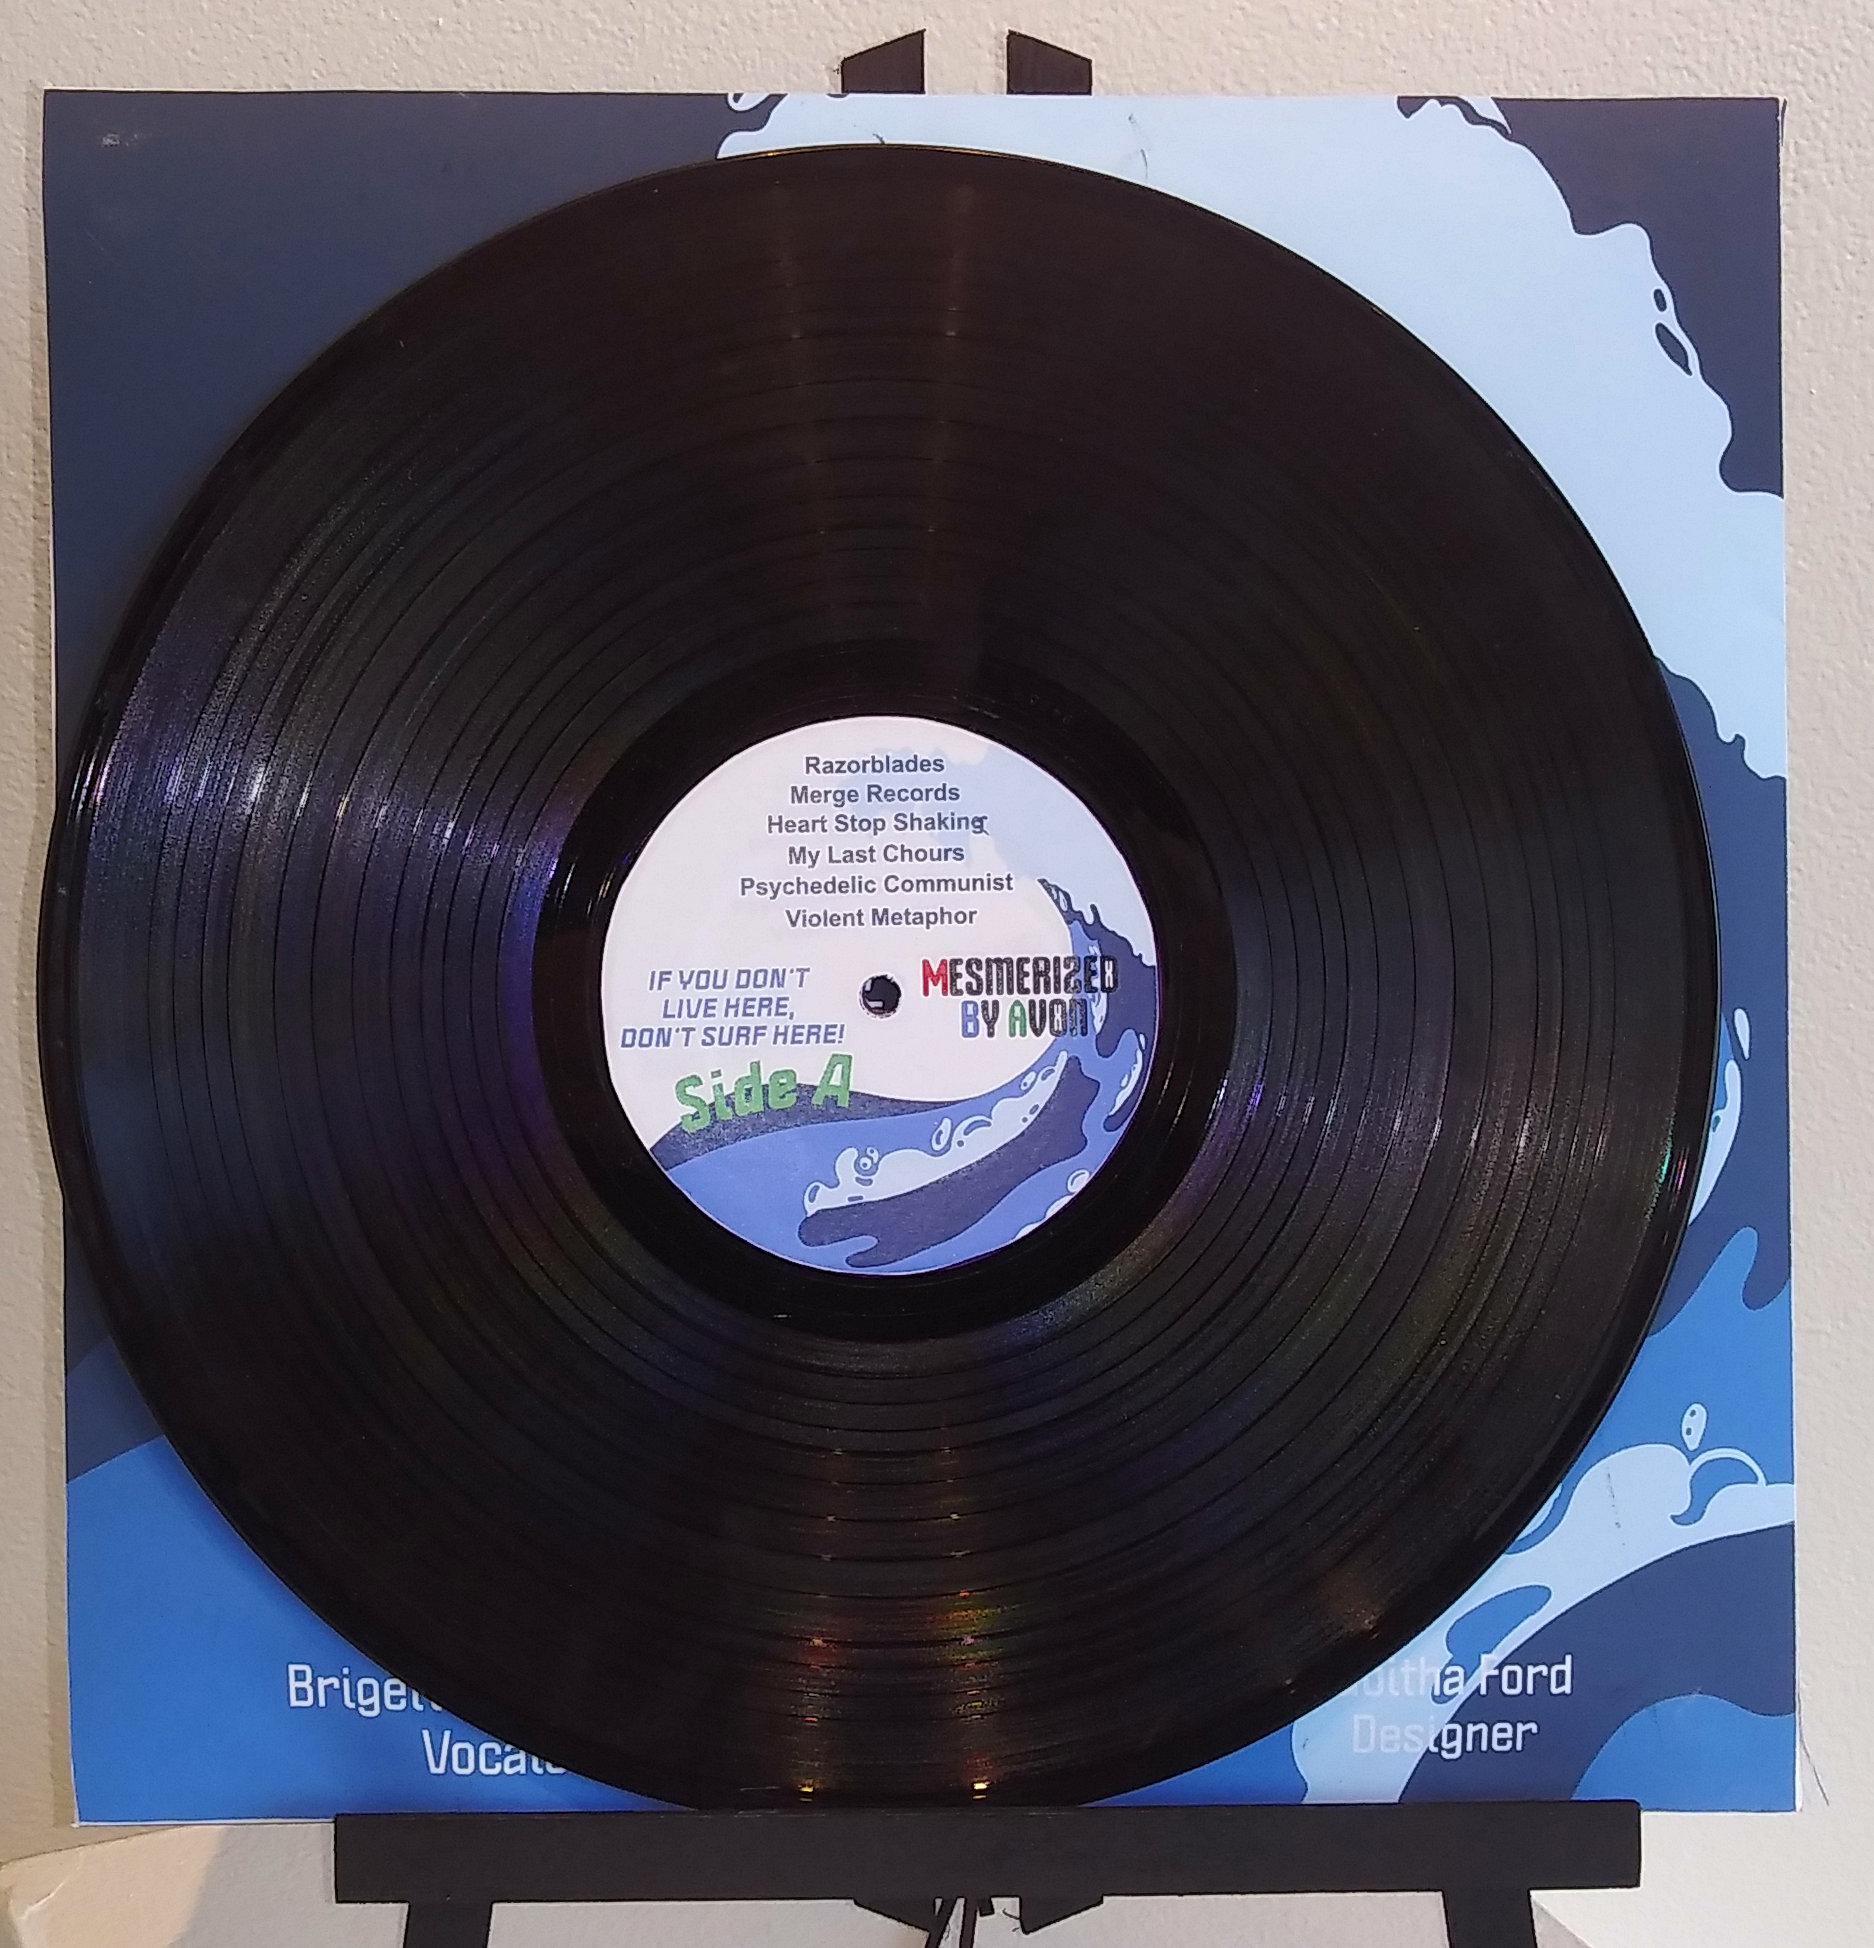 Razorblades
Merge Records
Heart Stop Shaking
My Last Chours
Psychedelic Communist
Violent Metaphor
IF YOU DON'T
LIVE HERE,
DON'T SURF HERE!
MESMERIZED
BY AVON
Side A
Ford
Designer